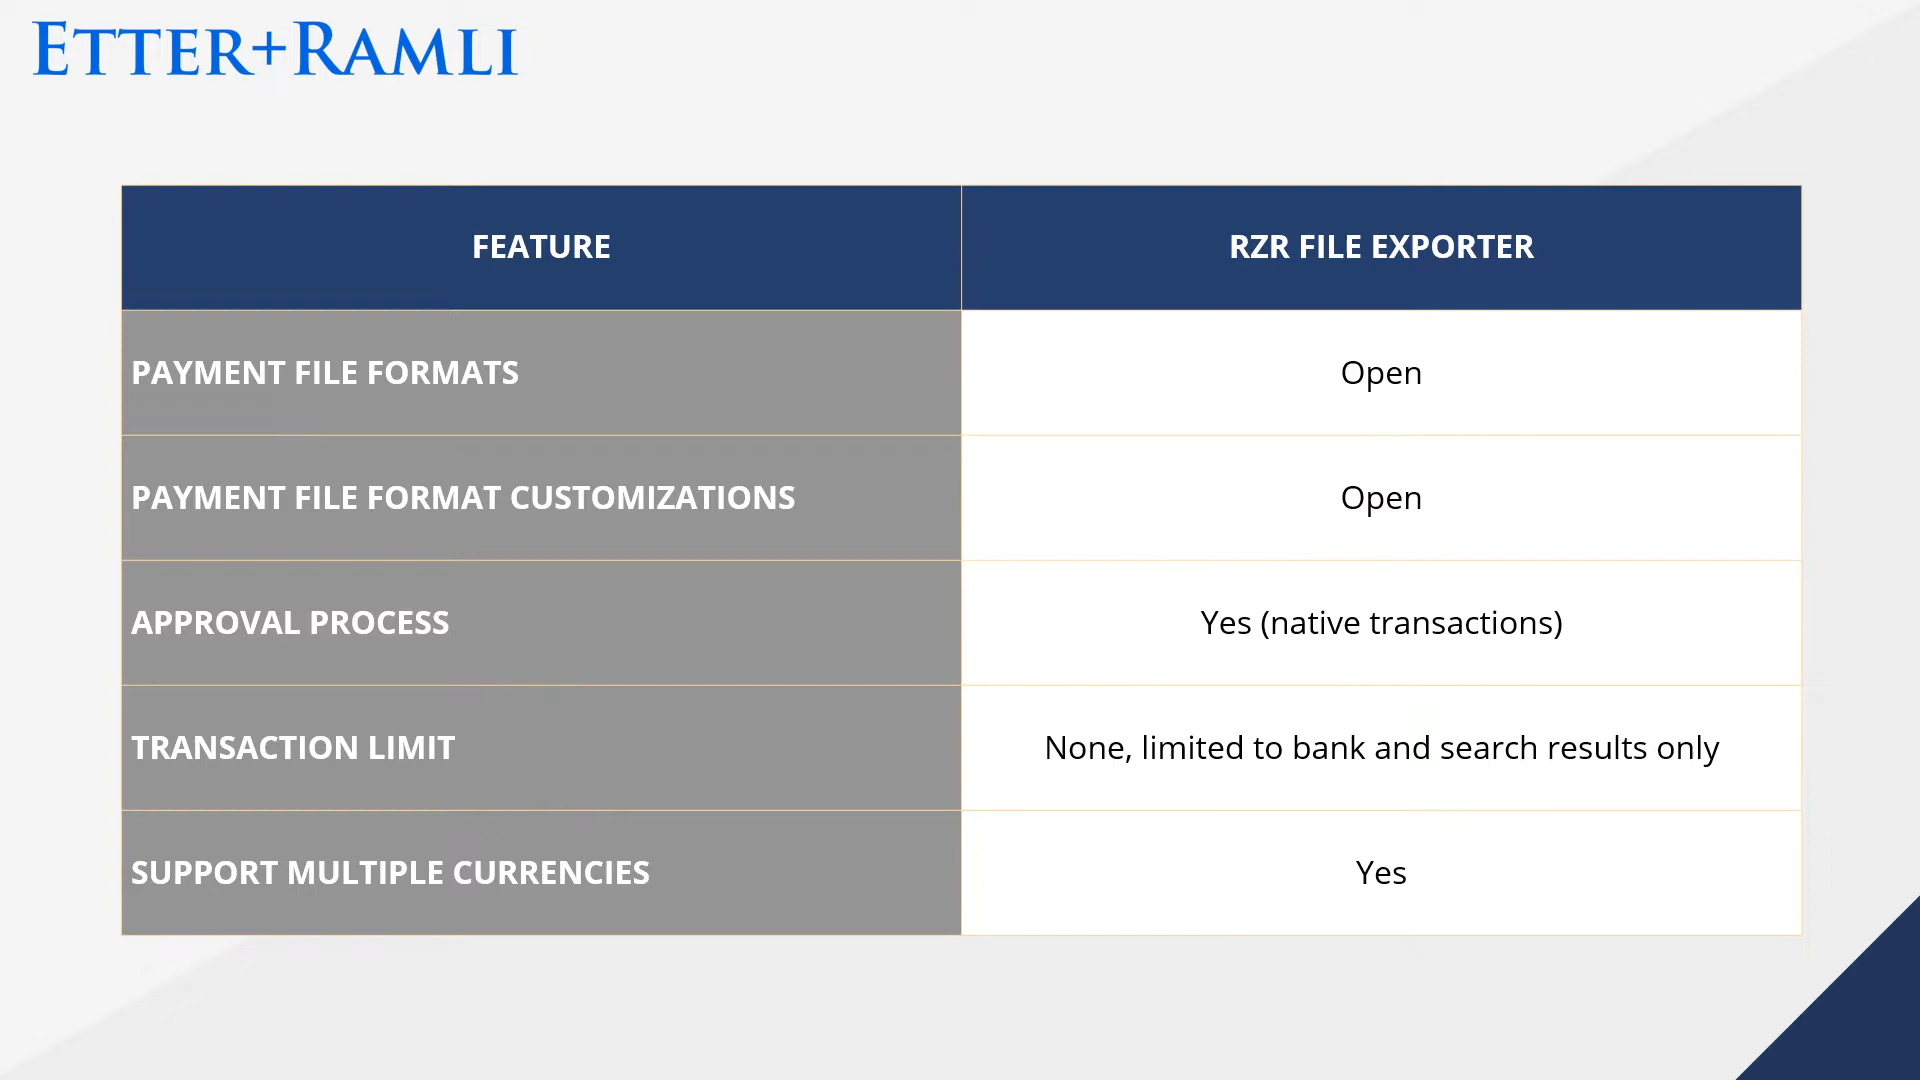 ETTER+RAMLI
FEATURE
RZR FILE EXPORTER
PAYMENT FILE FORMATS
Open
PAYMENT FILE FORMAT CUSTOMIZATIONS
Open
APPROVAL PROCESS
Yes (native transactions)
TRANSACTION LIMIT
None, limited to bank and search results only
SUPPORT MULTIPLE CURRENCIES
Yes